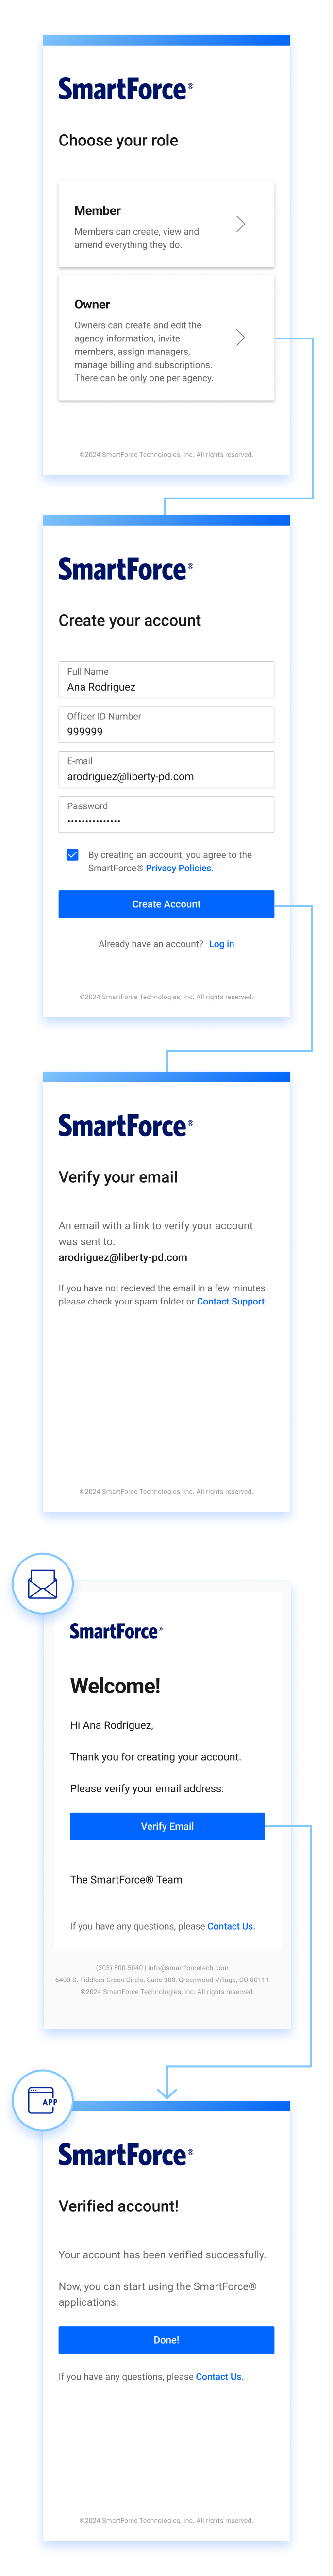 SmartForce®
Choose your role
Member
Members can create, view and
amend everything they do.
Owner
Owners can create and edit the
agency information, invite
members, assign managers,
manage billing and subscriptions.
There can be only one per agency.
©2024 SmartForce Technologies, Inc. All rights reserved.
SmartForce®
Create your account
Full Name
Ana Rodriguez
Officer ID Number
999999
E-mail
arodriguez@liberty-pd.com
Password
•••••••••••••••
By creating an account, you agree to the
SmartForce® Privacy Policies.
Create Account
Already have an account? Log in
©2024 SmartForce Technologies, Inc. All rights reserved.
SmartForce®
Verify your email
An email with a link to verify your account
was sent to:
arodriguez@liberty-pd.com
If you have not recieved the email in a few minutes,
please check your spam folder or Contact Support.
©2024 SmartForce Technologies, Inc. All rights reserved.
SmartForce®
Welcome!
Hi Ana Rodriguez,
Thank you for creating your account.
Please verify your email address:
Verify Email
The SmartForce® Team
If you have any questions, please Contact Us.
(303) 800-5040 | info@smartforcetech.com
6400 S. Fiddlers Green Circle, Suite 300, Greenwood Village, CO 80111
©2024 SmartForce Technologies, Inc. All rights reserved.
APP
SmartForce®
Verified account!
Your account has been verified successfully.
Now, you can start using the SmartForce®
applications.
Done!
If you have any questions, please Contact Us.
©2024 SmartForce Technologies, Inc. All rights reserved.